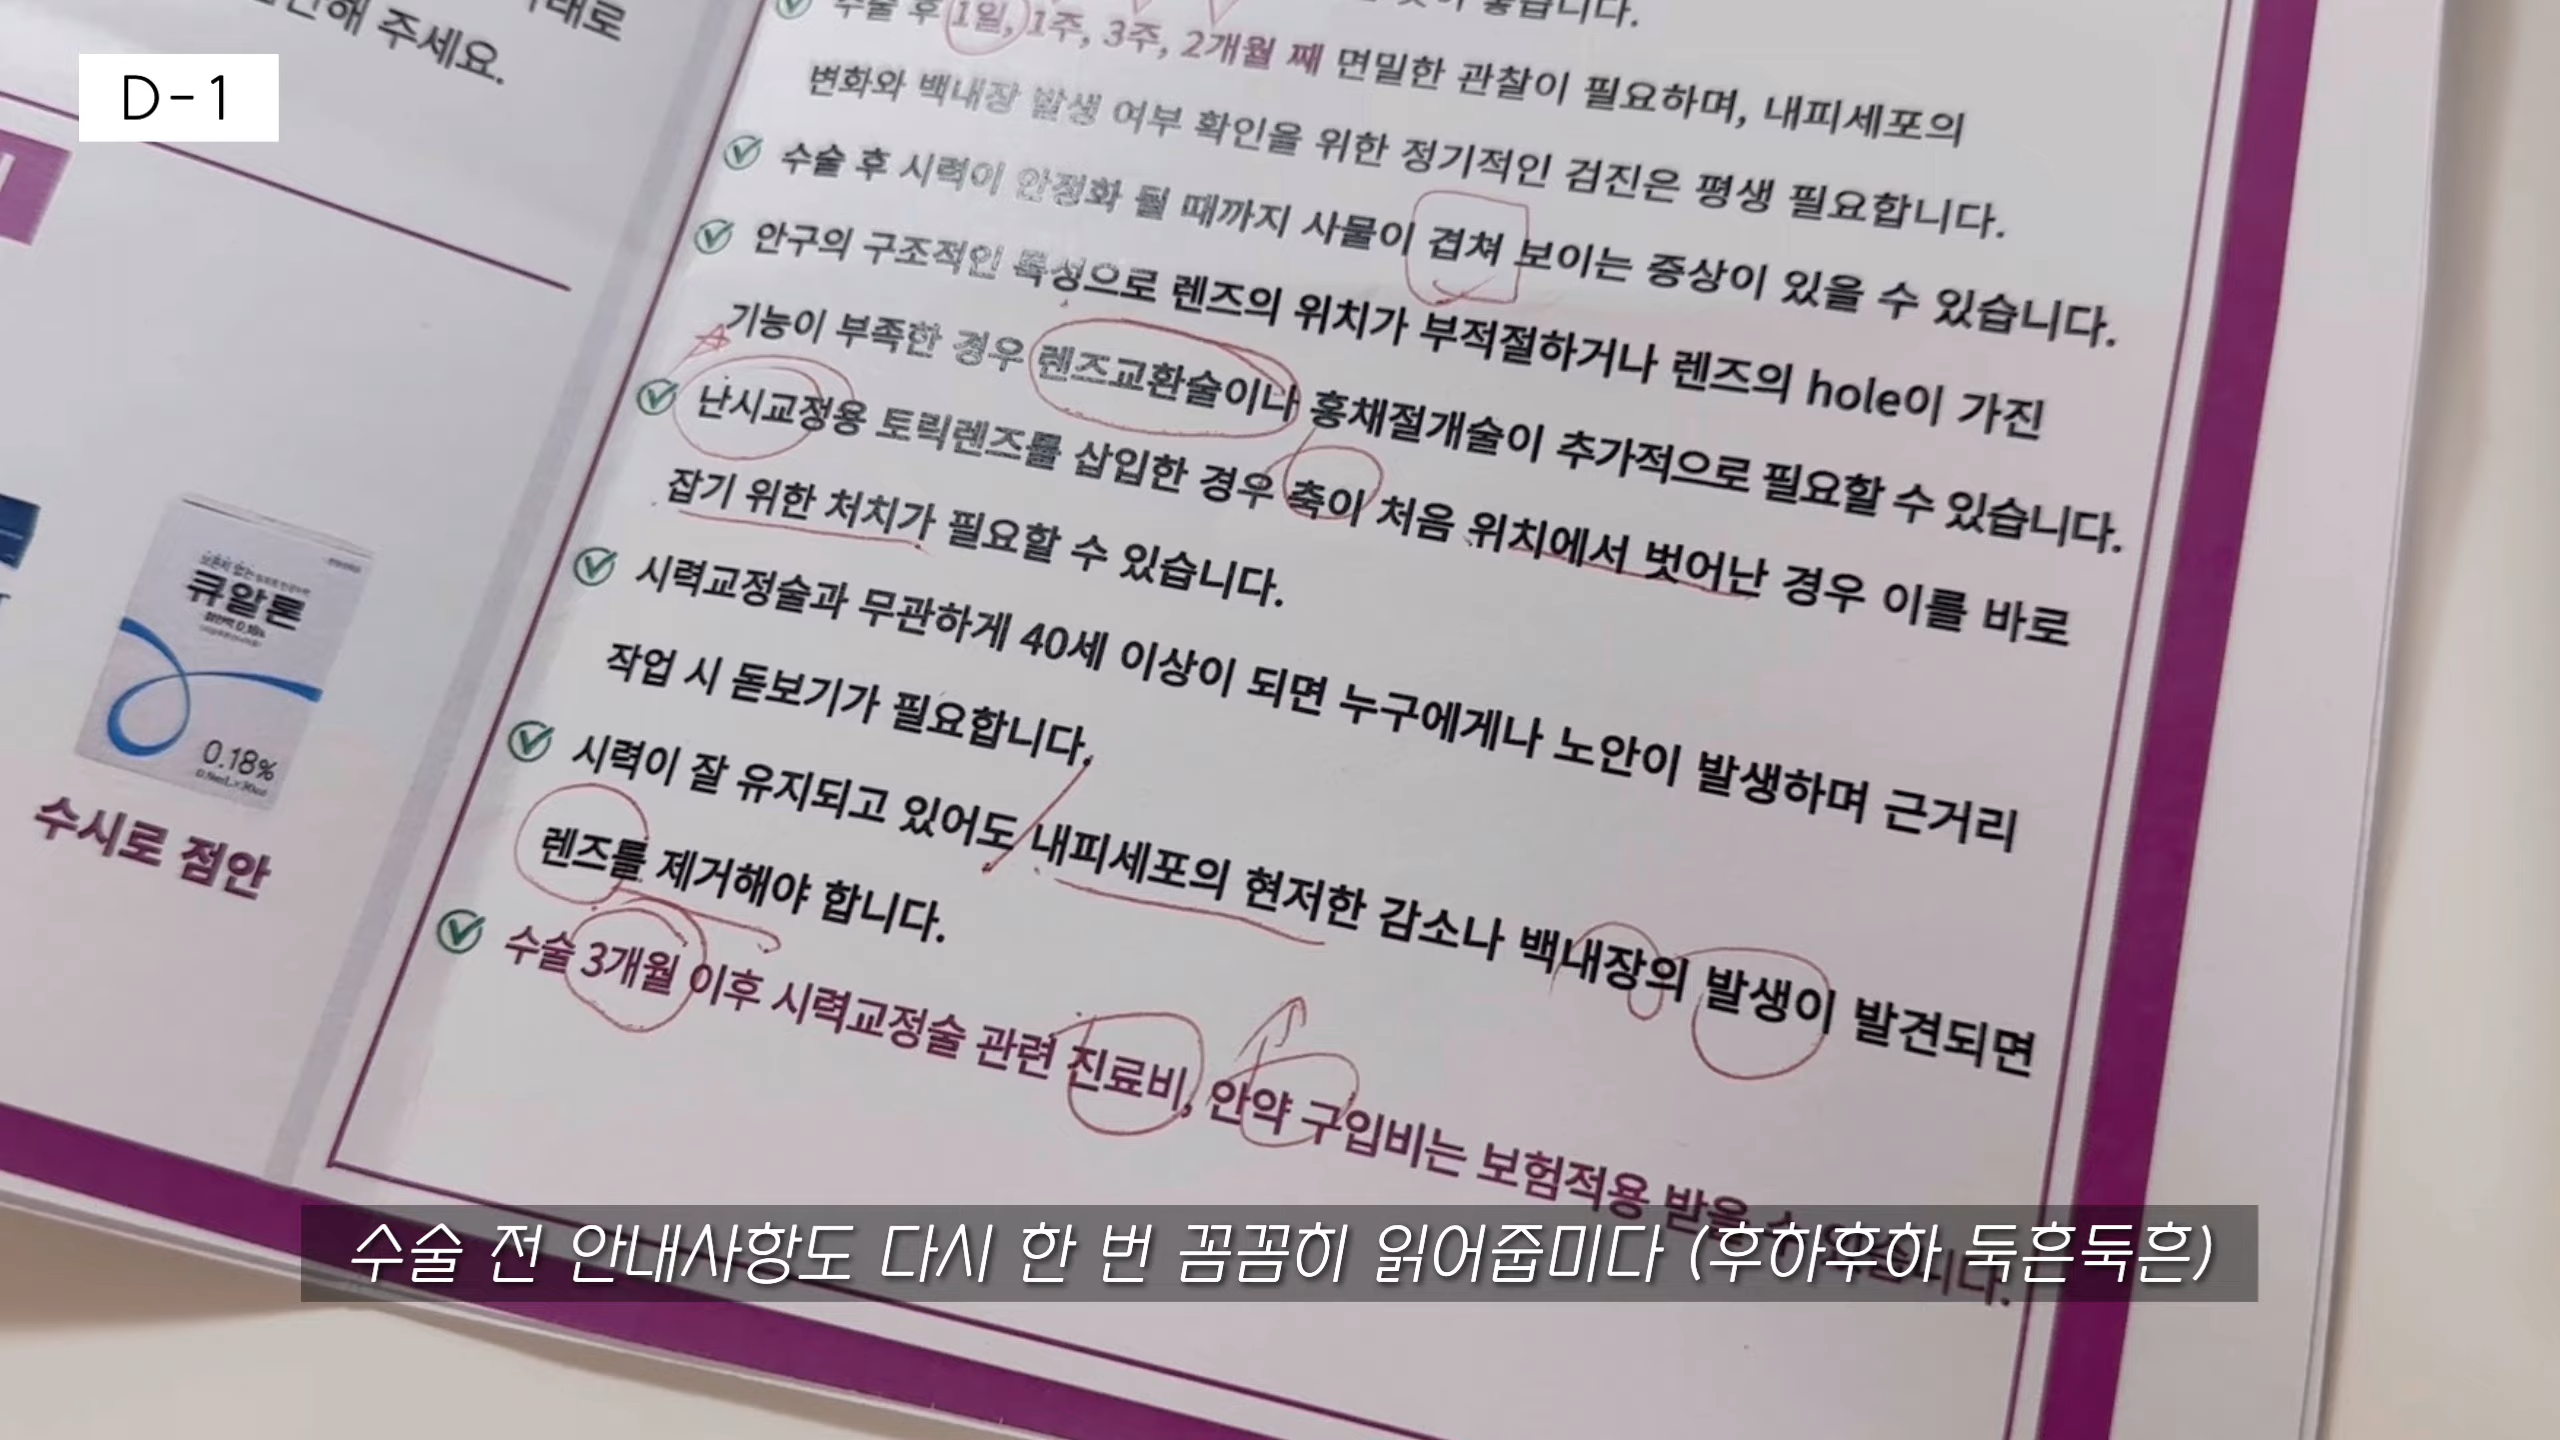 D-1
해 주세요.
수술 후 1일, 1주, 3주, 2개월 째 면밀한 관찰이 필요하며, 내피세포의
변화와 백내장 발생 여부 확인을 위한 정기적인 검진은 평생 필요합니다.
수술 후 시력이 안정화 될 때까지 사물이 겹쳐 보이는 증상이 있을 수 있습니다.
안구의 구조적인 특성으로 렌즈의 위치가 부적절하거나 렌즈의 hole이 가진
기능이 부족한 경우 렌즈교환술이나 홍채절개술이 추가적으로 필요할 수 있습니다.
난시교정용 토릭렌즈를 삽입한 경우 축이 처음 위치에서 벗어난 경우 이를 바로
잡기 위한 처치가 필요할 수 있습니다.
시력교정술과 무관하게 40세 이상이 되면 누구에게나 노안이 발생하며 근거리
작업 시 돋보기가 필요합니다.
시력이 잘 유지되고 있어도 내피세포의 현저한 감소나 백내장의 발생이 발견되면
렌즈를 제거해야 합니다.
수술 3개월 이후 시력교정술 관련 진료비, 안약 구입비는 보험적용 받을 수
큐알론
점안액 0.18%
0.18%
수시로 점안
수술 전 안내사항도 다시 한 번 꼼꼼히 읽어줍미다 (후하후하 둑흔둑흔)